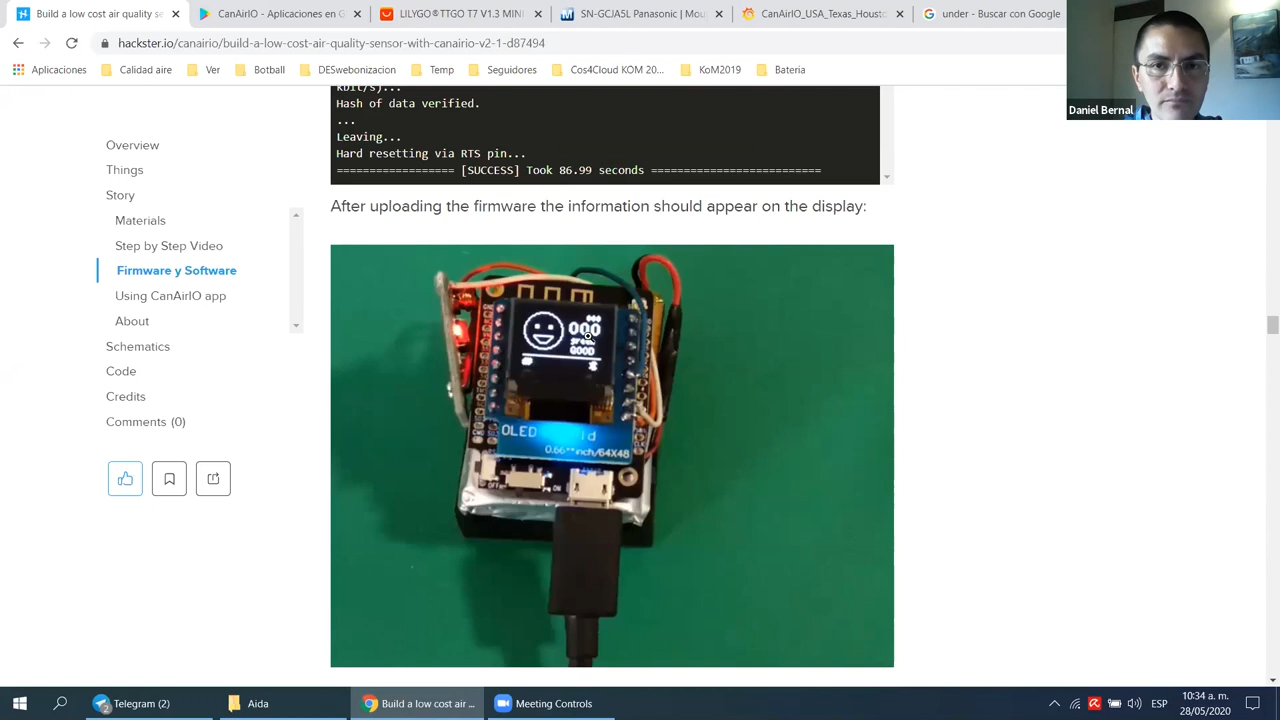 Build a low cost air quality se
CanAirIO - Aplicaciones en G
LILYGO®TTGO T7 V1.3 MINI
SN-GCJA5L Panasonic | Mou
CanAirIO_USA_Texas_Housto
under - Buscar con Google
hackster.io/canairio/build-a-low-cost-air-quality-sensor-with-canairio-v2-1-d87494
Aplicaciones
Calidad aire
Ver
Botball
DESwebonizacion
Temp
Seguidores
Cos4Cloud KOM 20...
KoM2019
Bateria
Daniel Bernal
kbit/s)...
Hash of data verified.
...
Leaving...
Hard resetting via RTS pin...
================== [SUCCESS] Took 86.99 seconds ==========================
Overview
Things
Story
Materials
Step by Step Video
Firmware y Software
Using CanAirIO app
About
Schematics
Code
Credits
Comments (0)
After uploading the firmware the information should appear on the display:
000
GOOD
OLED
0.66''inch/64X48
OFF
ON
Telegram (2)
Aida
Build a low cost air ...
Meeting Controls
ESP
10:34 a. m.
28/05/2020